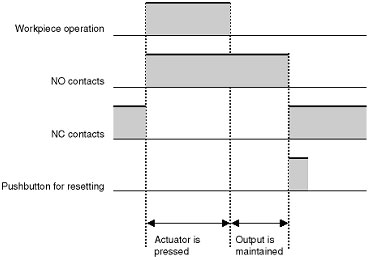 Workpiece operation
NO contacts
NC contacts
Pushbutton for resetting
Actuator is
pressed
Output is
maintained